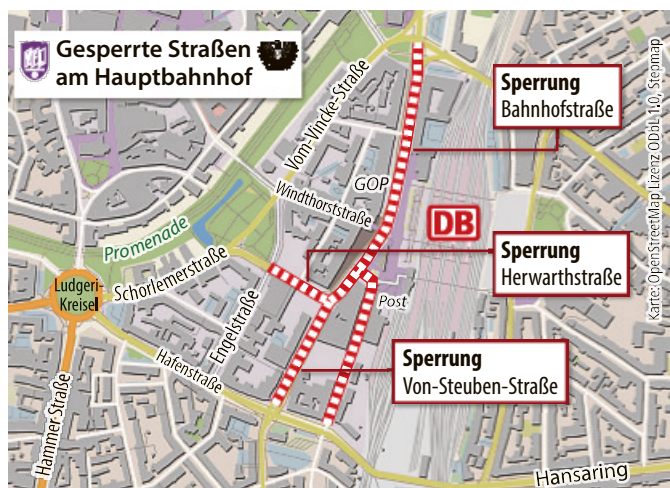 Gesperrte Straßen
am Hauptbahnhof
Sperrung
Bahnhofstraße
Karte: OpenStreetMap Lizenz ODbL 1.0, Stepmap
Vom-Vincke-Straße
GOP
Windthorststraße
DB
Promenade
Sperrung
Herwarthstraße
Schorlemerstraße
Ludgeri-
Kreisel
Post
Engelstraße
Hafenstraße
Sperrung
Von-Steuben-Straße
Hammer Straße
Hansaring